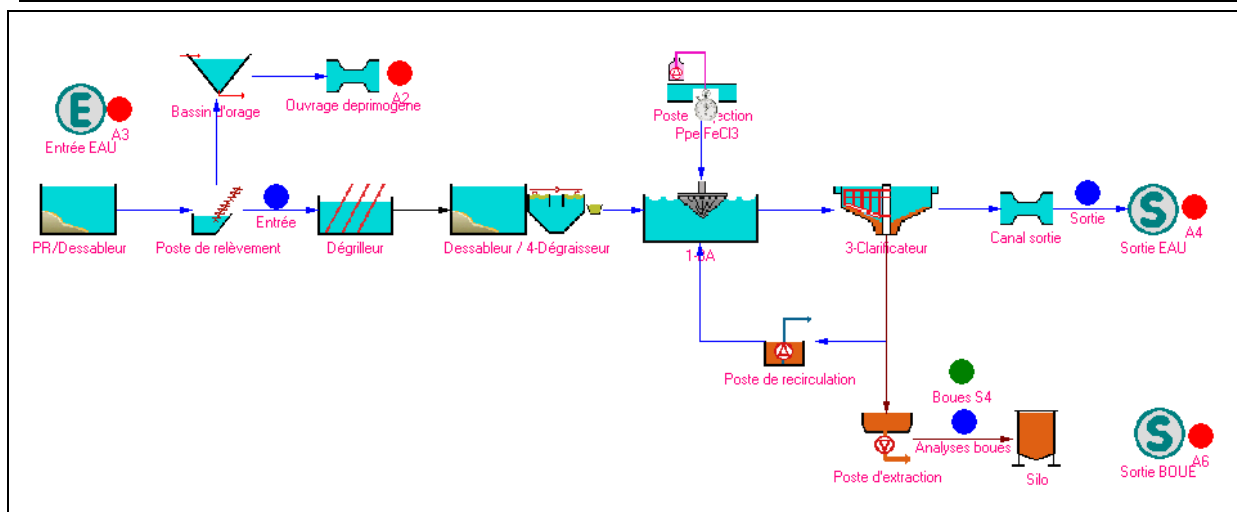 Bassin d'orage
Ouvrage deprimogene
A2
E
A3
Entrée EAU
Poste
jection
Ppe FeCl3
PR/Dessableur
Poste de relèvement
Entrée
Dégrilleur
Dessableur / 4-Dégraisseur
3-Clarificateur
Canal sortie
Sortie
S
A4
Sortie EAU
Poste de recirculation
Boues S4
Analyses boues
Poste d'extraction
Silo
S
A6
Sortie BOUE